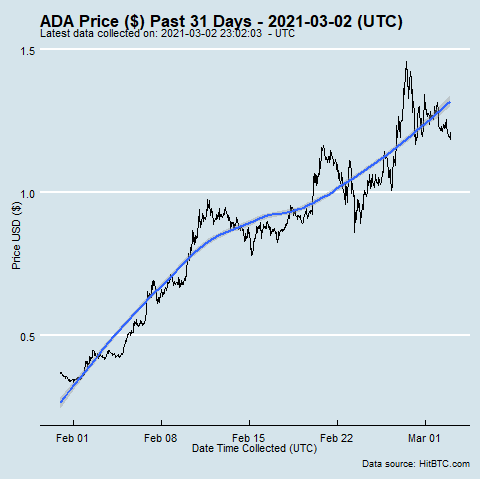 ADA Price ($) Past 31 Days - 2021-03-02 (UTC)
Latest data collected on: 2021-03-02 23:02:03  - UTC
1.5
1.0
0.5
Price USD ($)
Feb 01 Feb 08 Feb 15 Feb 22 Mar 01
Date Time Collected (UTC)
Data source: HitBTC.com